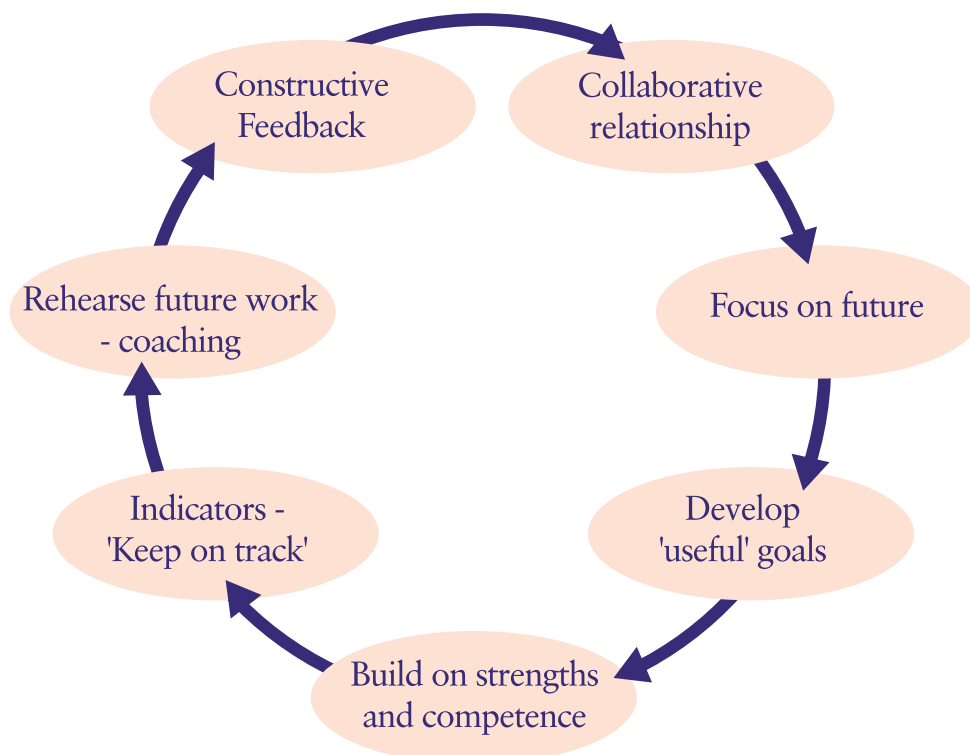 Constructive
Feedback
Collaborative
relationship
Focus on future
Develop
'useful' goals
Build on strengths
and competence
Indicators -
'Keep on track'
Rehearse future work
- coaching